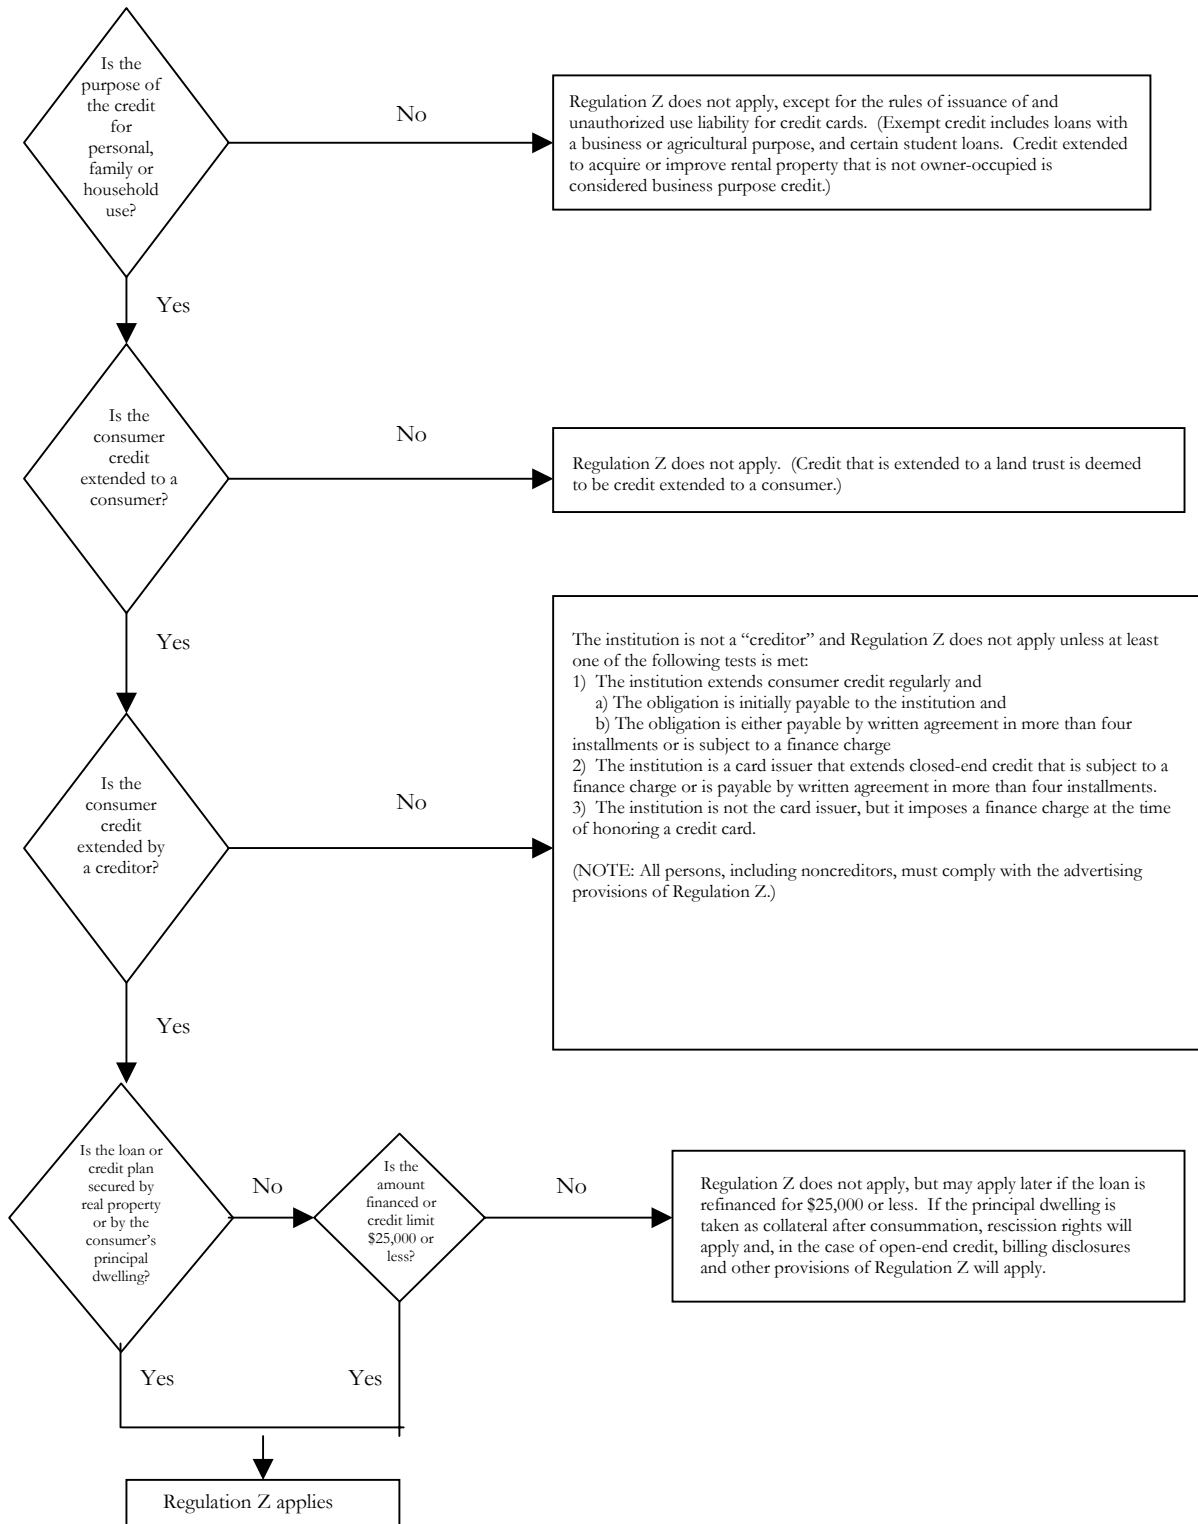 Is the
purpose of
the credit
for
personal,
family or
household
use?
No
Regulation Z does not apply, except for the rules of issuance of and
unauthorized use liability for credit cards. (Exempt credit includes loans with
a business or agricultural purpose, and certain student loans. Credit extended
to acquire or improve rental property that is not owner-occupied is
considered business purpose credit.)
Yes
Is the
consumer
credit
extended to a
consumer?
No
Regulation Z does not apply. (Credit that is extended to a land trust is deemed
to be credit extended to a consumer.)
Yes
Is the
consumer
credit
extended by
a creditor?
No
The institution is not a “creditor” and Regulation Z does not apply unless at least
one of the following tests is met:
1) The institution extends consumer credit regularly and
a) The obligation is initially payable to the institution and
b) The obligation is either payable by written agreement in more than four
installments or is subject to a finance charge
2) The institution is a card issuer that extends closed-end credit that is subject to a
finance charge or is payable by written agreement in more than four installments.
3) The institution is not the card issuer, but it imposes a finance charge at the time
of honoring a credit card.
(NOTE: All persons, including noncreditors, must comply with the advertising
provisions of Regulation Z.)
Yes
Is the loan or
credit plan
secured by
real property
or by the
consumer’s
principal
dwelling?
No
Is the
amount
financed or
credit limit
$25,000 or
less?
No
Regulation Z does not apply, but may apply later if the loan is
refinanced for $25,000 or less. If the principal dwelling is
taken as collateral after consummation, rescission rights will
apply and, in the case of open-end credit, billing disclosures
and other provisions of Regulation Z will apply.
Yes
Yes
Regulation Z applies